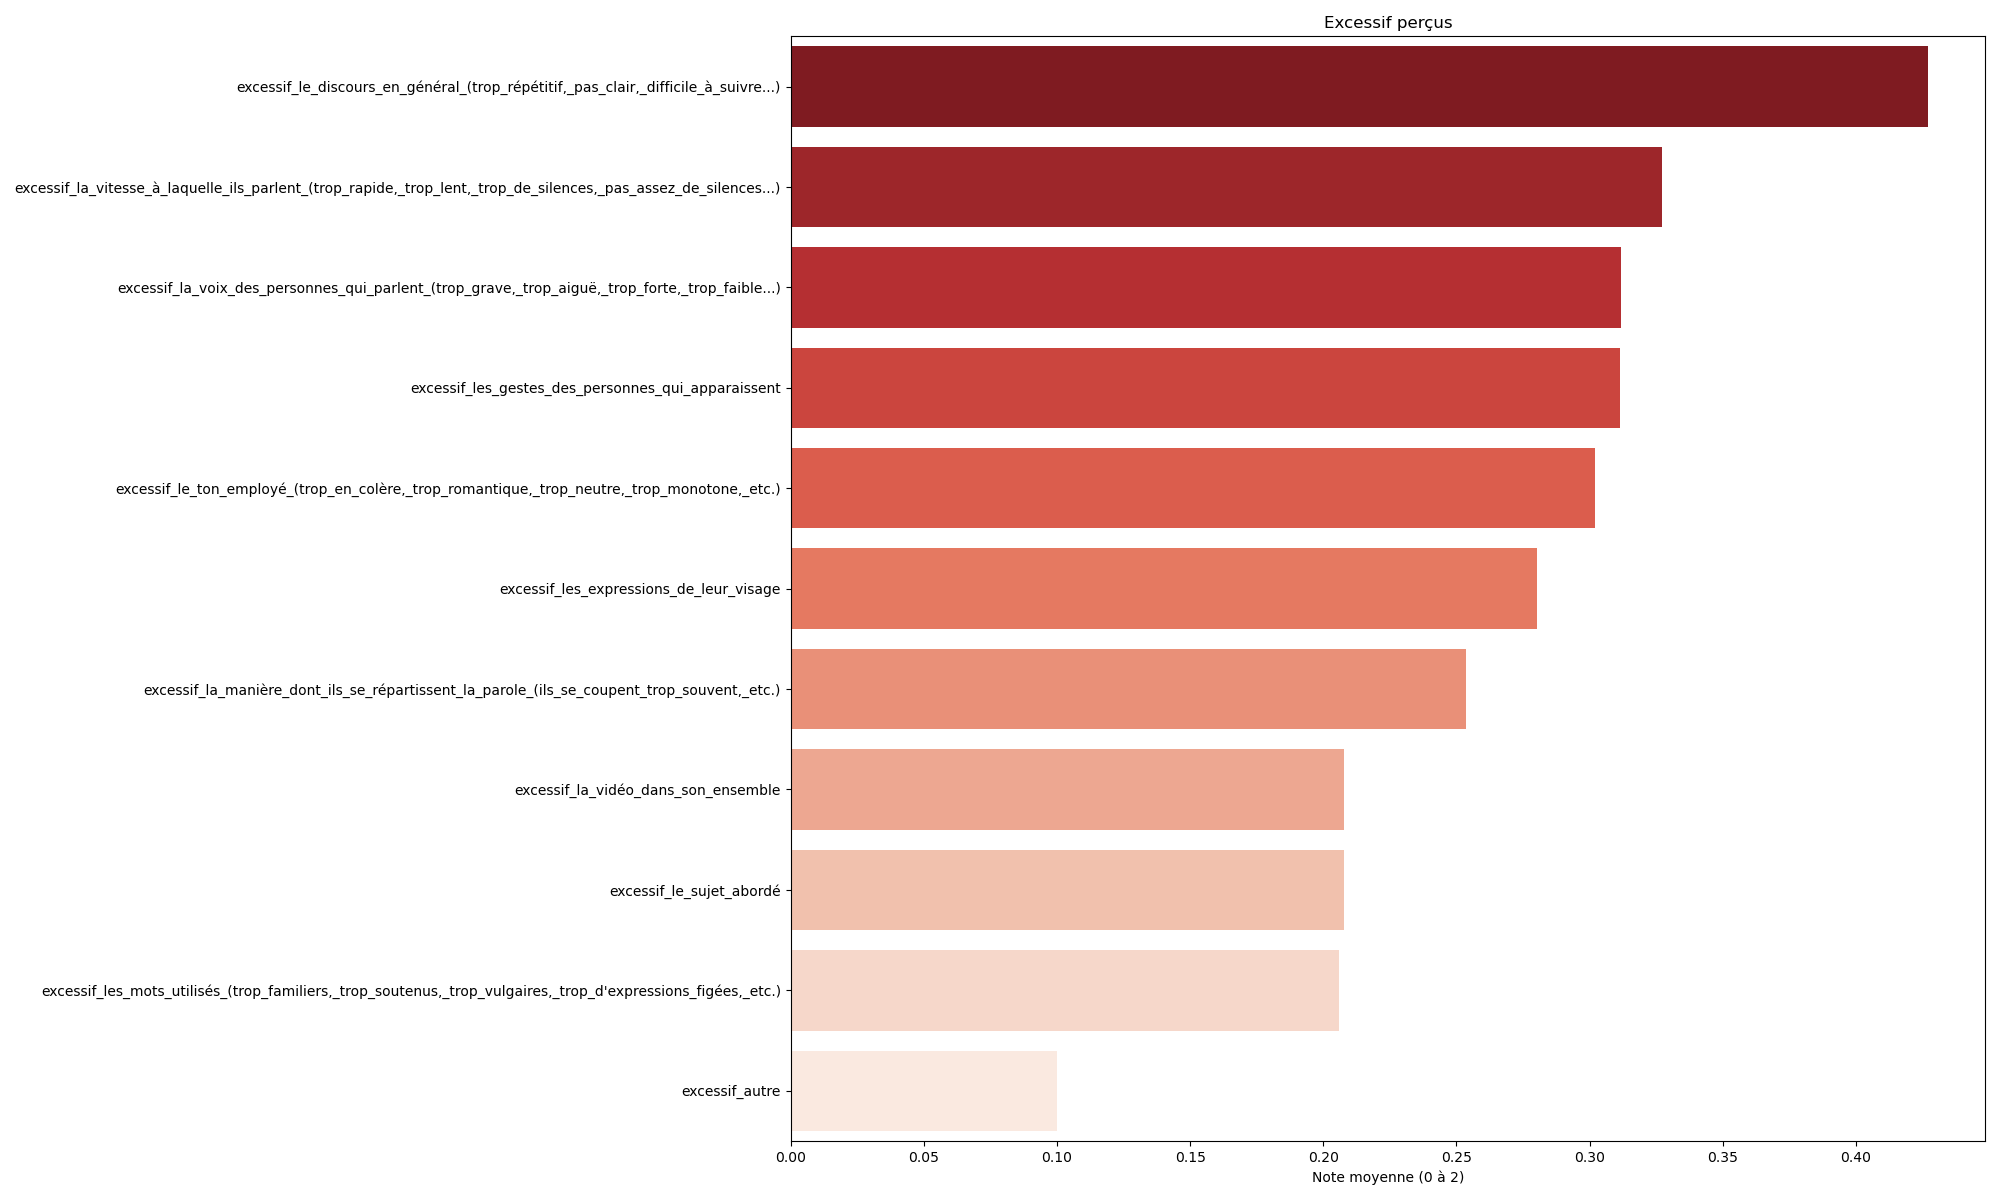 Excessif perçus
excessif_le_discours_en_général_(trop_répétitif,_pas_clair,_difficile_à_suivre...)
excessif_la_vitesse_à_laquelle_ils_parlent_(trop_rapide,_trop_lent,_trop_de_silences,_pas_assez_de_silences...)
excessif_la_voix_des_personnes_qui_parlent_(trop_grave,_trop_aiguë,_trop_forte,_trop_faible...)
excessif_les_gestes_des_personnes_qui_apparaissent
excessif_le_ton_employé_(trop_en_colère,_trop_romantique,_trop_neutre,_trop_monotone,_etc.)
excessif_les_expressions_de_leur_visage
excessif_la_manière_dont_ils_se_répartissent_la_parole_(ils_se_coupent_trop_souvent,_etc.)
excessif_la_vidéo_dans_son_ensemble
excessif_le_sujet_abordé
excessif_les_mots_utilisés_(trop_familiers,_trop_soutenus,_trop_vulgaires,_trop_d'expressions_figées,_etc.)
excessif_autre
0.00 0.05 0.10 0.15 0.20 0.25 0.30 0.35 0.40
Note moyenne (0 à 2)